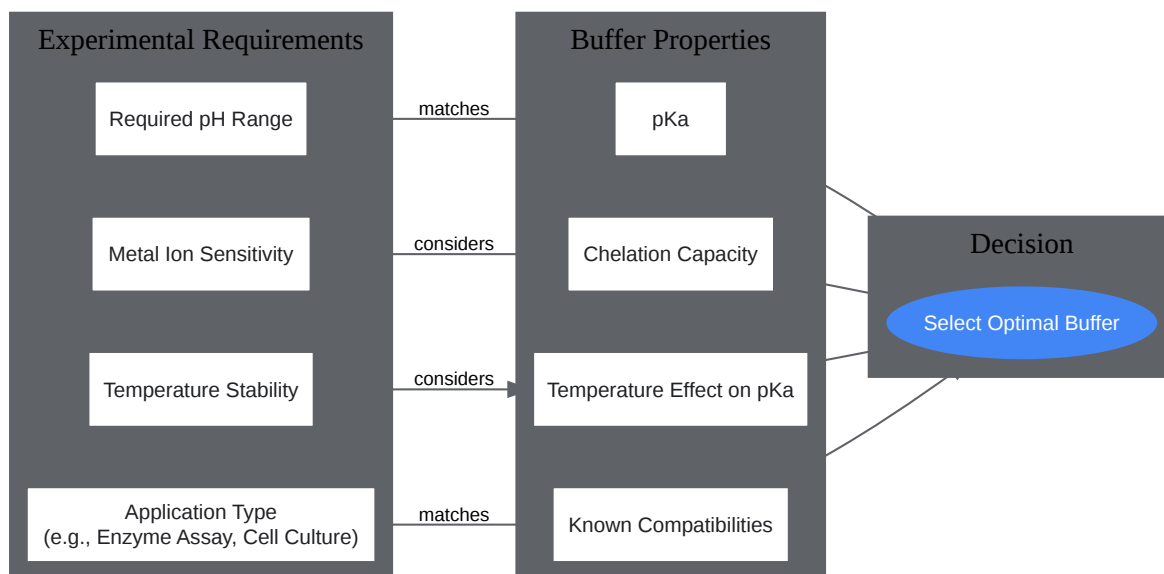 Experimental Requirements
Buffer Properties
Required pH Range
matches
pKa
Metal Ion Sensitivity
considers
Chelation Capacity
Decision
Select Optimal Buffer
Temperature Stability
considers
Temperature Effect on pKa
Application Type
(e.g., Enzyme Assay, Cell Culture)
matches
Known Compatibilities